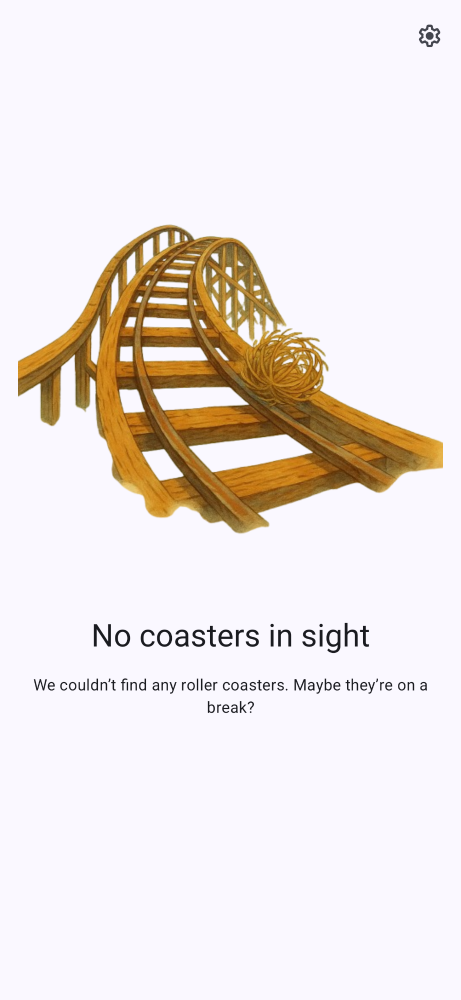 No coasters in sight
We couldn’t find any roller coasters. Maybe they’re on a
break?